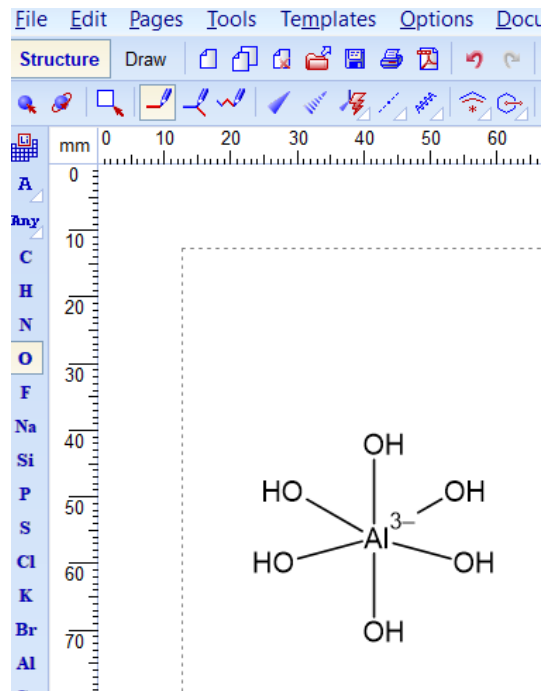 File Edit Pages Tools Templates Options Docu
Structure Draw
Li
mm 0 10 20 30 40 50 60
A
Any
C
H
N
O
F
Na
Si
P
S
Cl
K
Br
Al
0
10
20
30
40
50
60
70
OH
HO OH
3–
Al
HO OH
OH